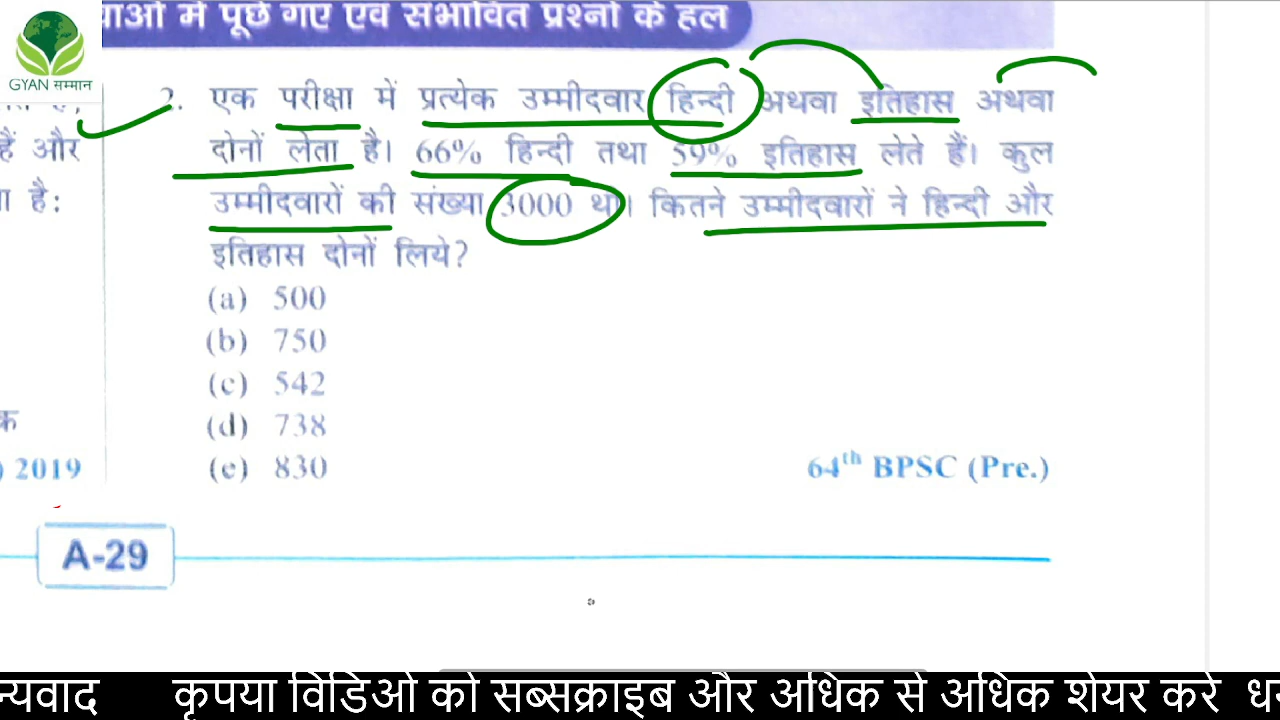 GYAN सम्मान
में पूछे गए एवं संभावित प्रश्नों के हल
2. एक परीक्षा में प्रत्येक उम्मीदवार हिन्दी अथवा इतिहास अथवा
हैं और
दोनों लेता है। 66% हिन्दी तथा 59% इतिहास लेते हैं। कुल
है:
उम्मीदवारों की संख्या 3000 थी। कितने उम्मीदवारों ने हिन्दी और
इतिहास दोनों लिये?
(a) 500
(b) 750
(c) 542
(d) 738
(e) 830
2019
64th BPSC (Pre.)
A-29
कृपया विडिओ को सब्सक्राइब और अधिक से अधिक शेयर करे